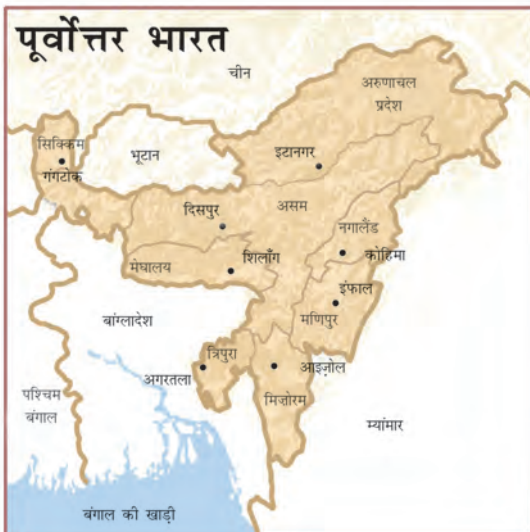 पूर्वोत्तर भारत
चीन
अरुणाचल
प्रदेश
सिक्किम
गंगटोक
भूटान
इटानगर
दिसपुर
असम
नगालैंड
कोहिमा
मेघालय
शिलाँग
इंफाल
मणिपुर
बांग्लादेश
त्रिपुरा
अगरतला
आइज़ोल
मिज़ोरम
पश्चिम
बंगाल
म्यांमार
बंगाल की खाड़ी